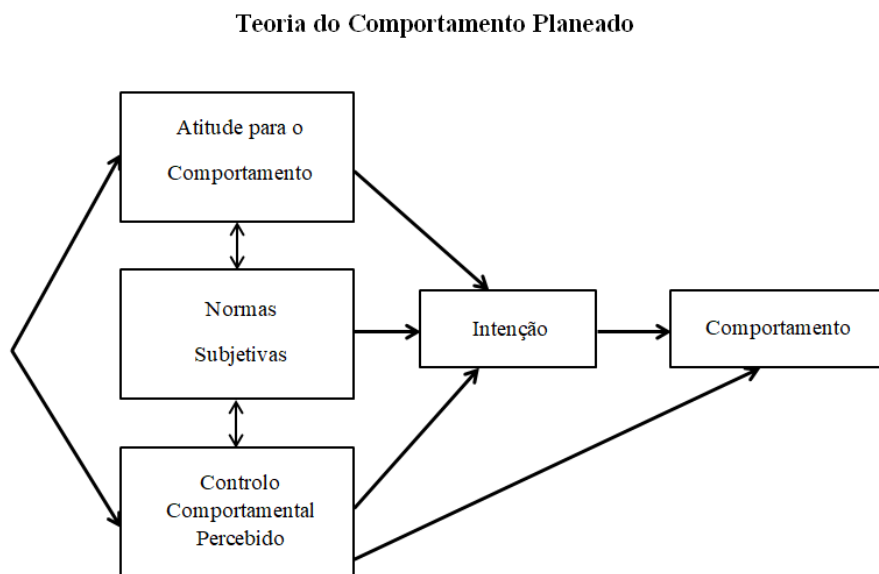 Teoria do Comportamento Planeado
Atitude para o
Comportamento
Normas
Subjetivas
Controlo
Comportamental
Percebido
Intenção
Comportamento